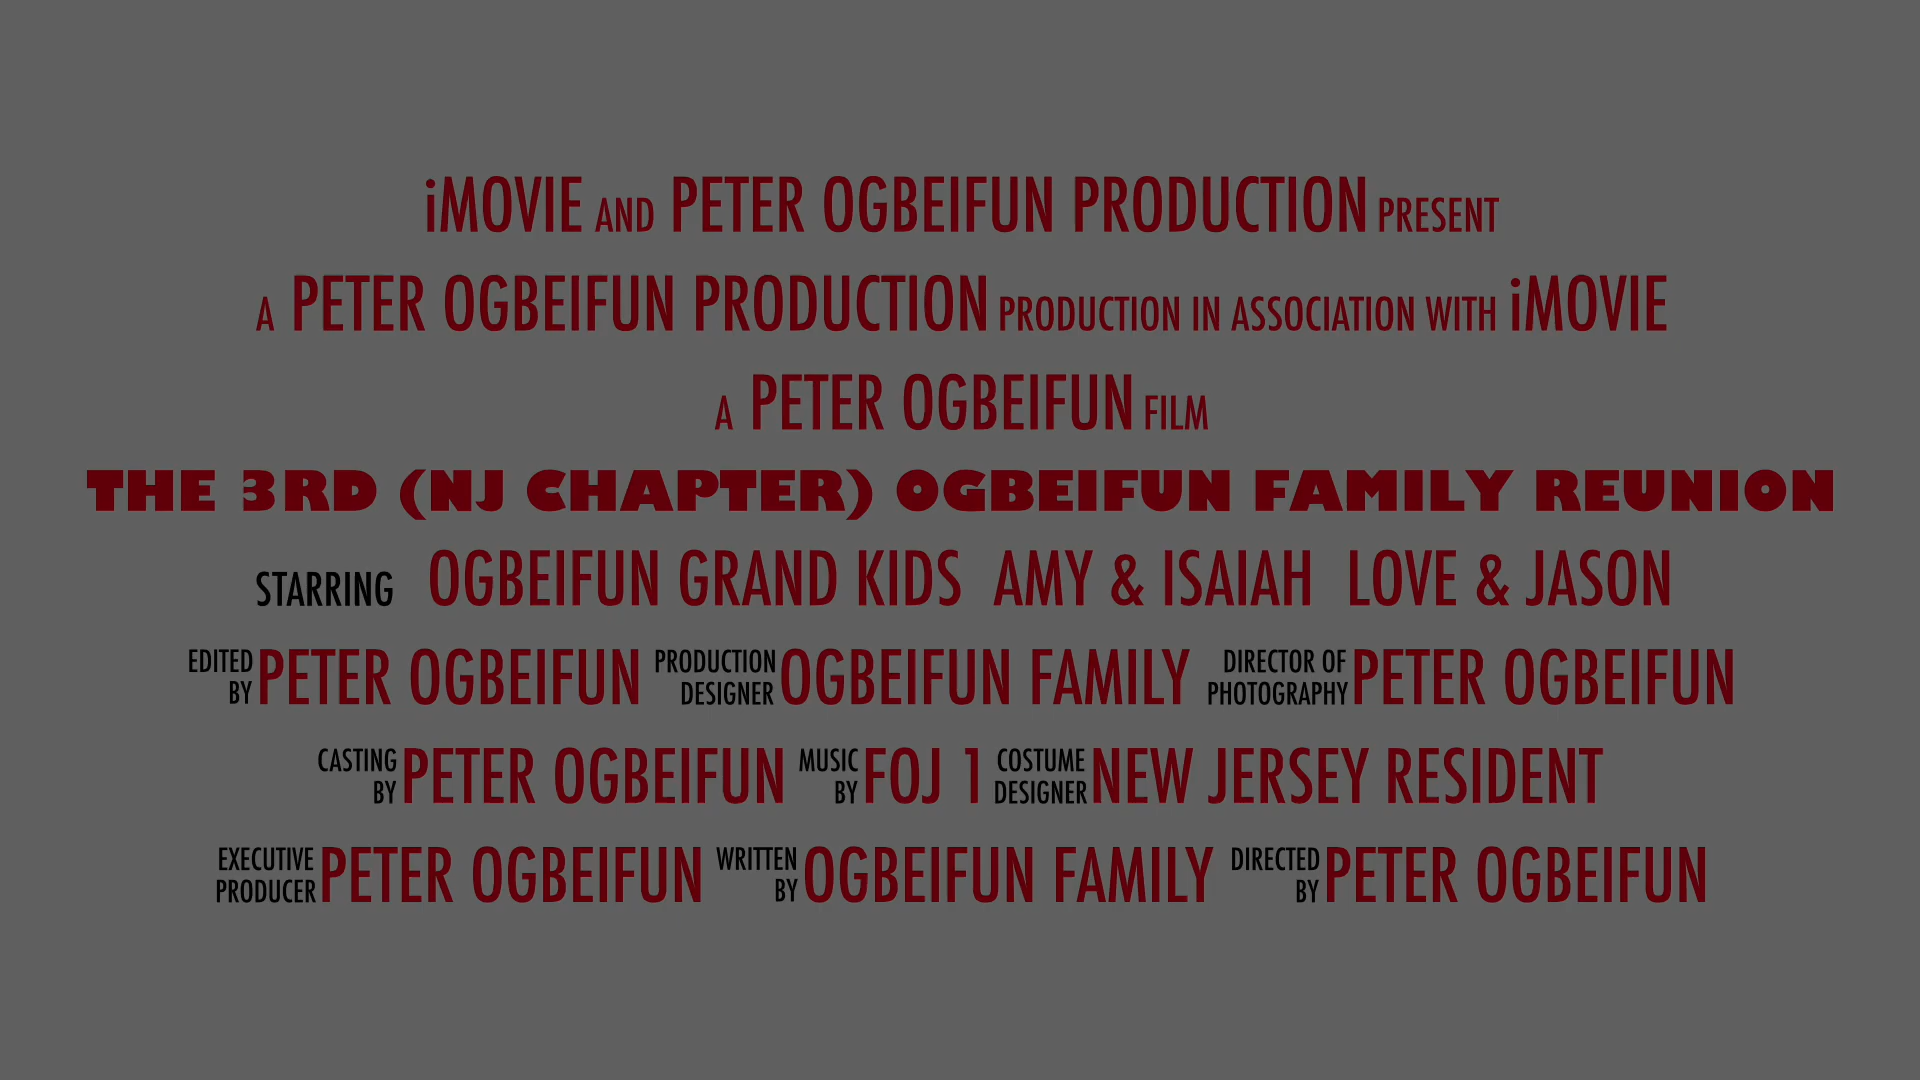 iMOVIE AND PETER OGBEIFUN PRODUCTION PRESENT
A PETER OGBEIFUN PRODUCTION PRODUCTION IN ASSOCIATION WITH iMOVIE
A PETER OGBEIFUN FILM
THE 3RD (NJ CHAPTER) OGBEIFUN FAMILY REUNION
STARRING OGBEIFUN GRAND KIDS AMY & ISAIAH LOVE & JASON
EDITED BY PETER OGBEIFUN PRODUCTION DESIGNER OGBEIFUN FAMILY DIRECTOR OF PHOTOGRAPHY PETER OGBEIFUN
CASTING BY PETER OGBEIFUN MUSIC BY FOJ 1 COSTUME DESIGNER NEW JERSEY RESIDENT
EXECUTIVE PRODUCER PETER OGBEIFUN WRITTEN BY OGBEIFUN FAMILY DIRECTED BY PETER OGBEIFUN